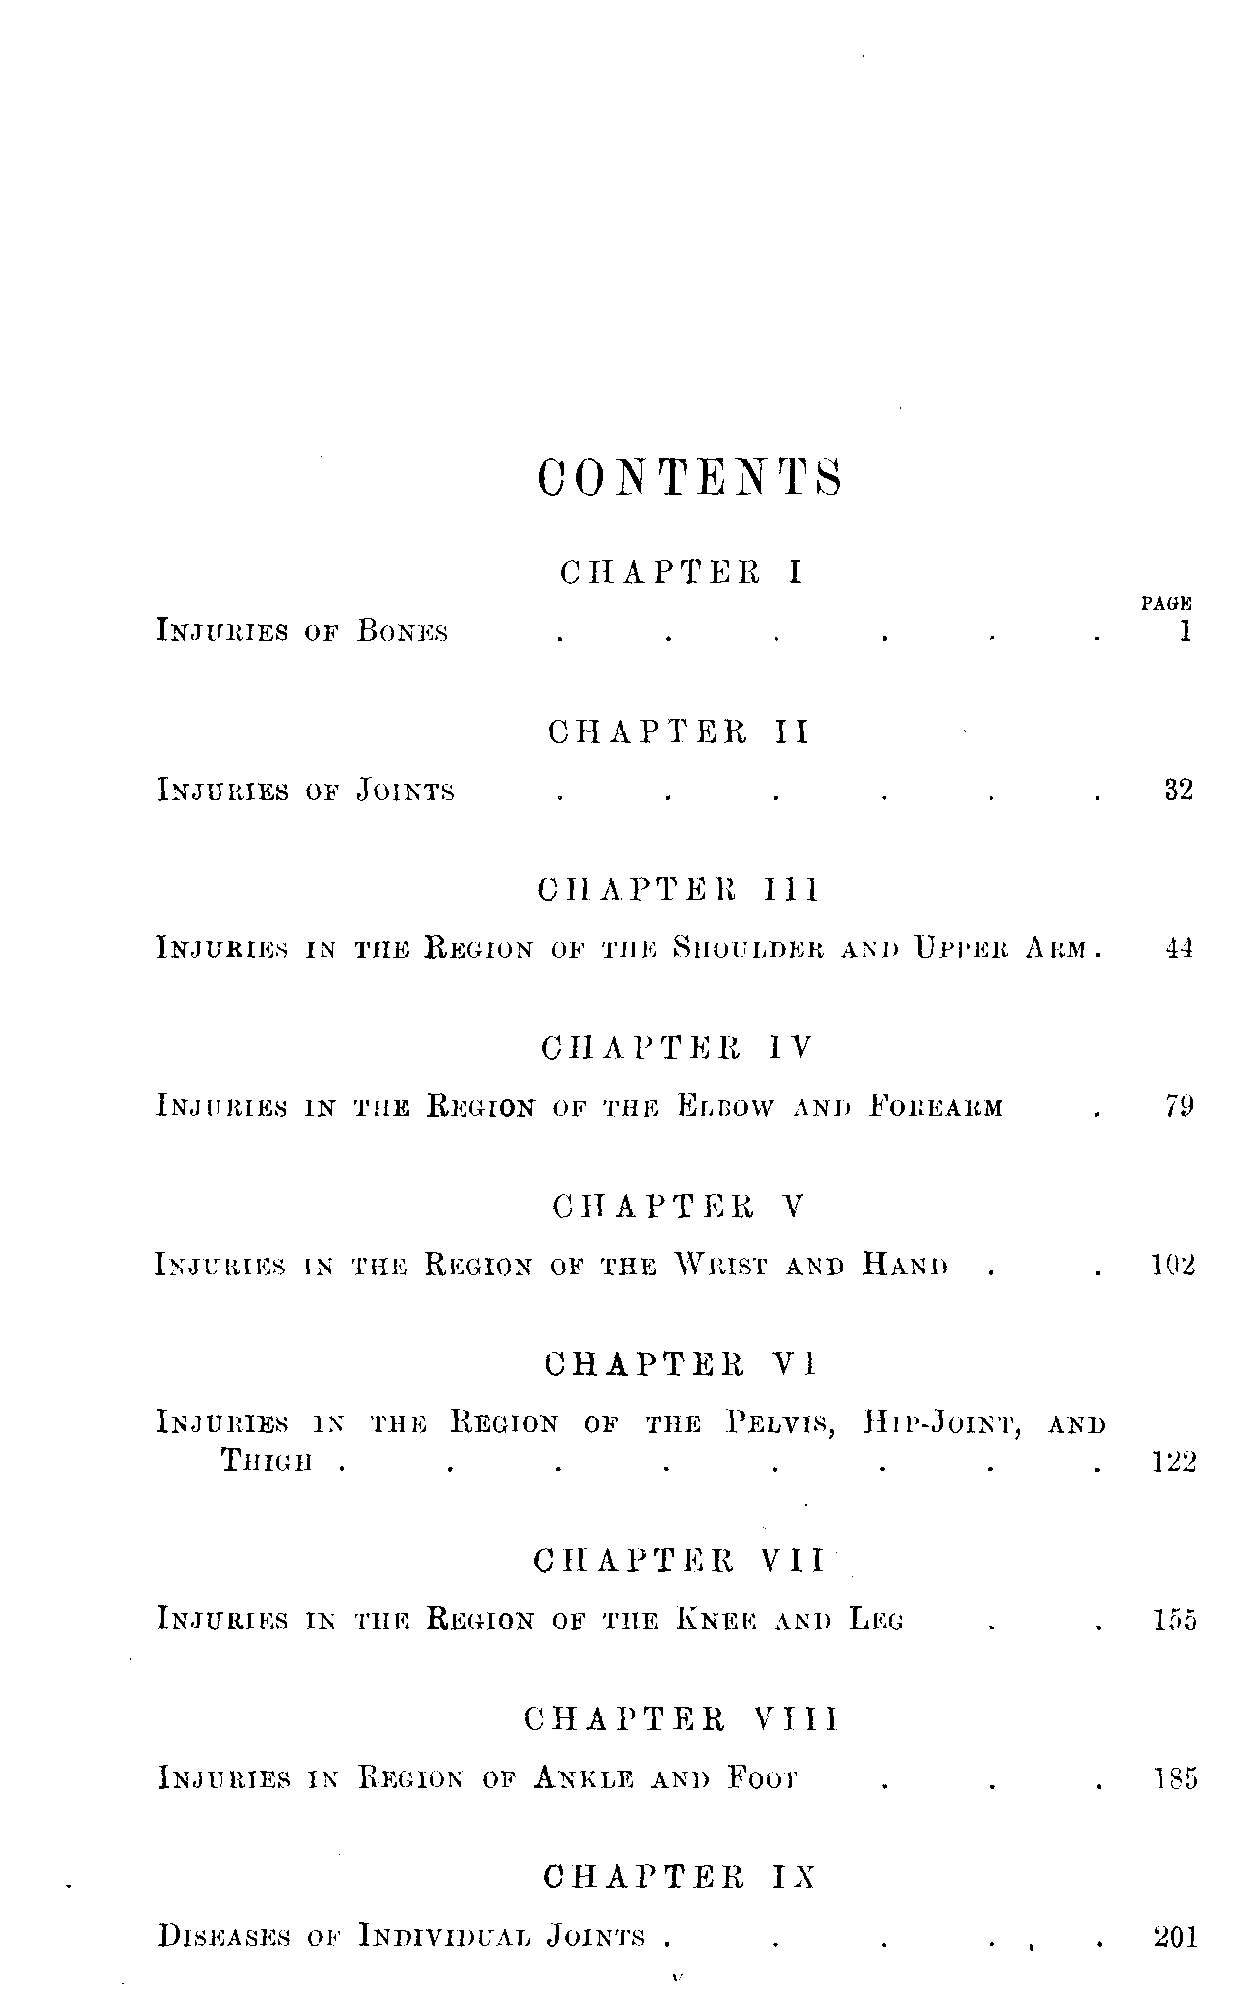 CONTENTS
CHAPTER I
PAGE
INJURIES OF BONES . . . . . . 1
CHAPTER II
INJURIES OF JOINTS . . . . . . 32
CHAPTER III
INJURIES IN THE REGION OF THE SHOULDER AND UPPER ARM . 44
CHAPTER IV
INJURIES IN THE REGION OF THE ELBOW AND FOREARM . 79
CHAPTER V
INJURIES IN THE REGION OF THE WRIST AND HAND . . 102
CHAPTER VI
INJURIES IN THE REGION OF THE PELVIS, HIP-JOINT, AND
THIGH . . . . . . . . 122
CHAPTER VII
INJURIES IN THE REGION OF THE KNEE AND LEG . . 155
CHAPTER VIII
INJURIES IN REGION OF ANKLE AND FOOT . . . 185
CHAPTER IX
DISEASES OF INDIVIDUAL JOINTS . . . . . 201
v